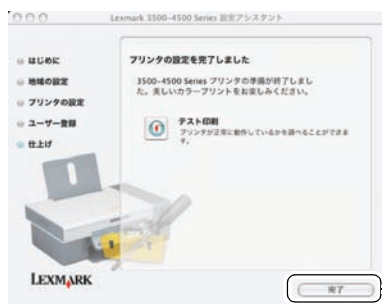 Lexmark 3500-4500 Series 設定アシスタント
はじめに
地域の設定
プリンタの設定
ユーザー登録
仕上げ
プリンタの設定を完了しました
3500-4500 Series プリンタの準備が終了しまし
た。美しいカラープリントをお楽しみください。
テスト印刷
プリンタが正常に動作しているかを調べることができま
す。
LEXMARK
完了